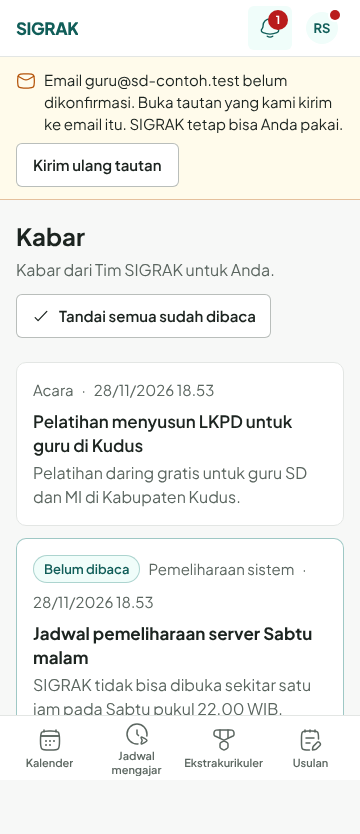 SIGRAK
1
RS
Email guru@sd-contoh.test belum
dikonfirmasi. Buka tautan yang kami kirim
ke email itu. SIGRAK tetap bisa Anda pakai.
Kirim ulang tautan
Kabar
Kabar dari Tim SIGRAK untuk Anda.
Tandai semua sudah dibaca
Acara · 28/11/2026 18.53
Pelatihan menyusun LKPD untuk
guru di Kudus
Pelatihan daring gratis untuk guru SD
dan MI di Kabupaten Kudus.
Belum dibaca Pemeliharaan sistem ·
28/11/2026 18.53
Jadwal pemeliharaan server Sabtu
malam
SIGRAK tidak bisa dibuka sekitar satu
jam pada Sabtu pukul 22.00 WIB.
Kalender
Jadwal
mengajar
Ekstrakurikuler
Usulan